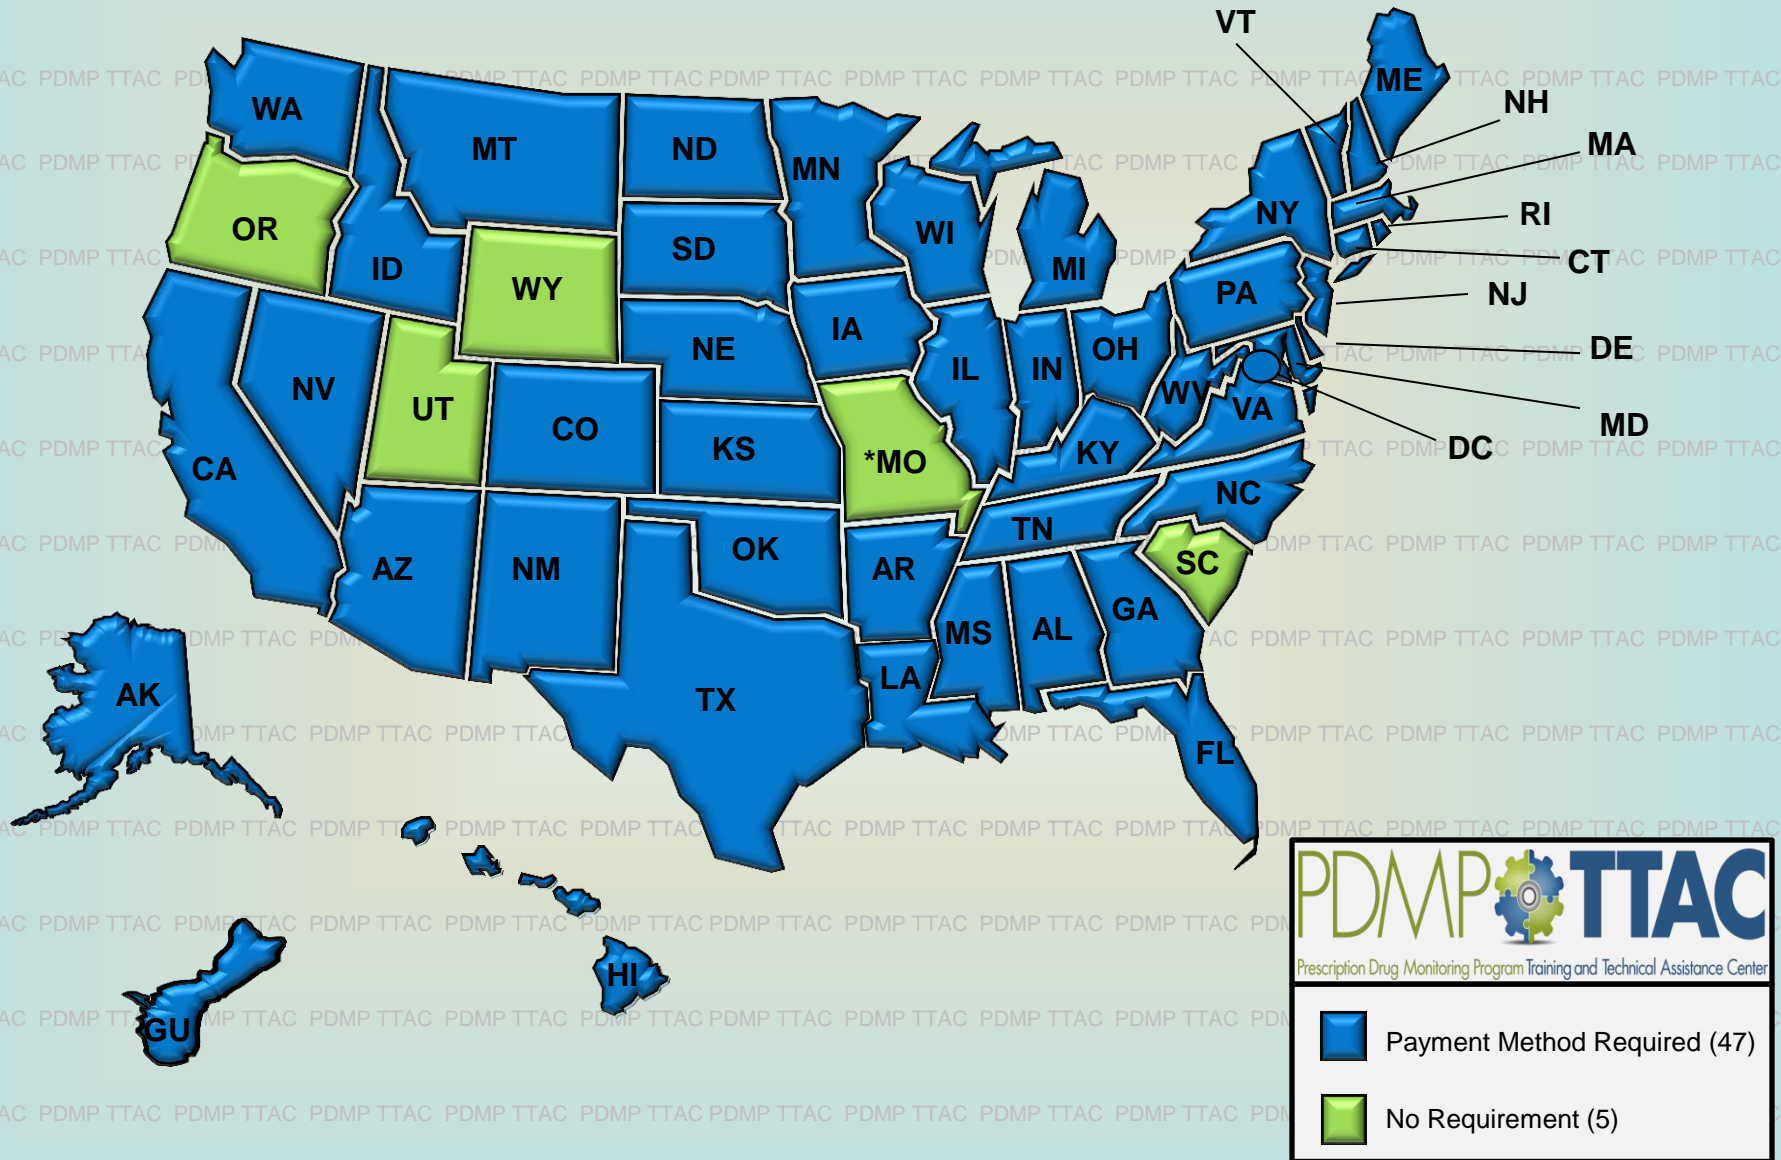 VT
ME
WA
NH
MT
ND
MN
MA
OR
NY
RI
WI
SD
ID
MI
CT
WY
PA
NJ
IA
NE
OH
DE
IL
IN
NV
UT
WV
VA
CO
MD
KS
*MO
KY
DC
CA
NC
TN
OK
AZ
NM
AR
SC
GA
MS
AL
LA
AK
TX
FL
HI
GU
PDMP TTAC
Prescription Drug Monitoring Program Training and Technical Assistance Center
Payment Method Required (47)
No Requirement (5)